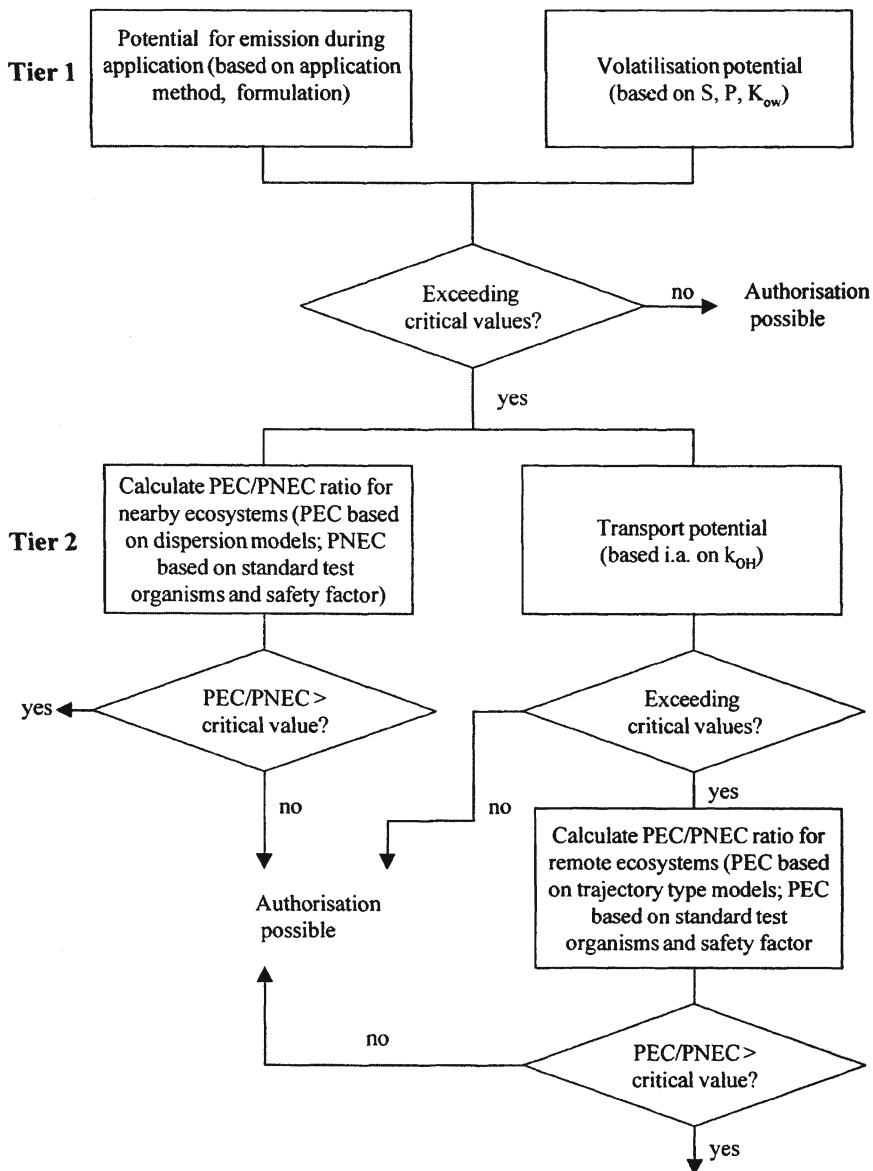 Tier 1
Potential for emission during
application (based on application
method, formulation)
Volatilisation potential
(based on S, P, Kow)
Exceeding
critical values?
no
Authorisation
possible
yes
Tier 2
Calculate PEC/PNEC ratio for
nearby ecosystems (PEC based
on dispersion models; PNEC
based on standard test
organisms and safety factor)
Transport potential
(based i.a. on kOH)
yes
PEC/PNEC >
critical value?
Exceeding
critical values?
no
no
yes
Calculate PEC/PNEC ratio for
remote ecosystems (PEC based
on trajectory type models; PEC
based on standard test
organisms and safety factor
Authorisation
possible
no
PEC/PNEC >
critical value?
yes